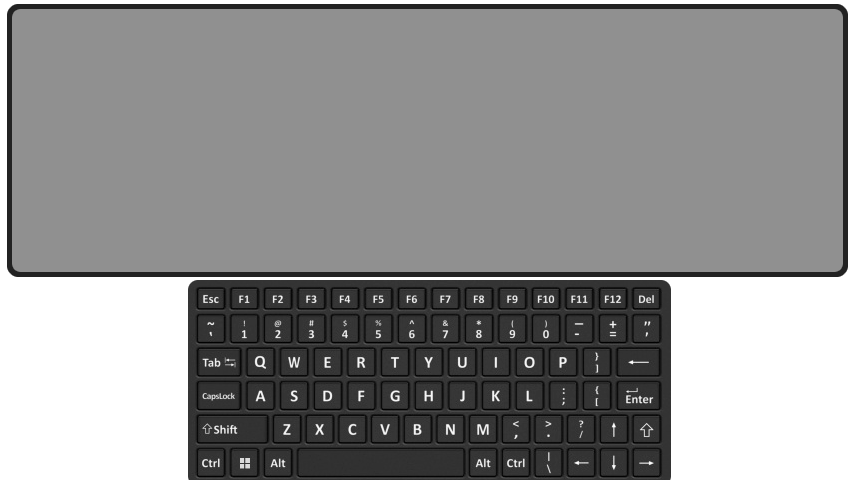 Esc F1 F2 F3 F4 F5 F6 F7 F8 F9 F10 F11 F12 Del
~ ! @ # $ % ^ & * ( ) — + "
` 1 2 3 4 5 6 7 8 9 0 - = '
Tab Q W E R T Y U I O P } ←
]
CapsLock A S D F G H J K L : { Enter
; [
Shift Z X C V B N M < > ? ↑ ⇧
, . /
Ctrl Alt Alt Ctrl | ← ↓ →
\